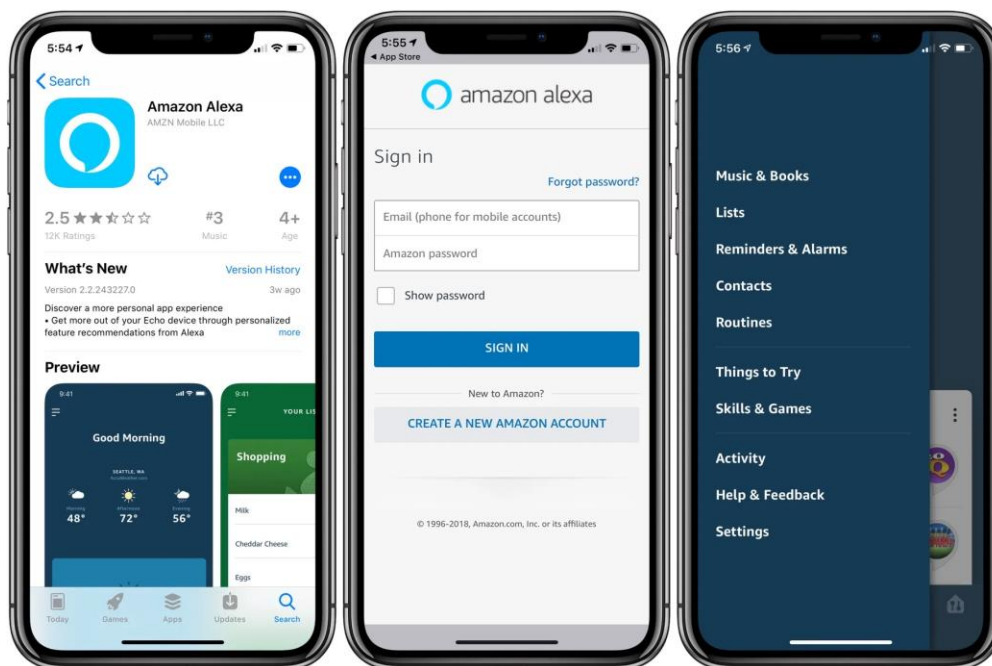 5:54
Search
Amazon Alexa
AMZN Mobile LLC
2.5
#3
4+
12K Ratings
Music
Age
What's New
Version History
Version 2.2.243227.0
3w ago
Discover a more personal app experience
• Get more out of your Echo device through personalized
feature recommendations from Alexa
more
Preview
9:41
Good Morning
SEATTLE, WA
Morning
Afternoon
Evening
48°
72°
56°
9:41
YOUR LIS
Shopping
Milk
Cheddar Cheese
Eggs
Today
Games
Apps
Updates
Search
5:55
App Store
amazon alexa
Sign in
Forgot password?
Email (phone for mobile accounts)
Amazon password
Show password
SIGN IN
New to Amazon?
CREATE A NEW AMAZON ACCOUNT
© 1996-2018, Amazon.com, Inc. or its affiliates
5:56
Music & Books
Lists
Reminders & Alarms
Contacts
Routines
Things to Try
Skills & Games
Activity
Help & Feedback
Settings